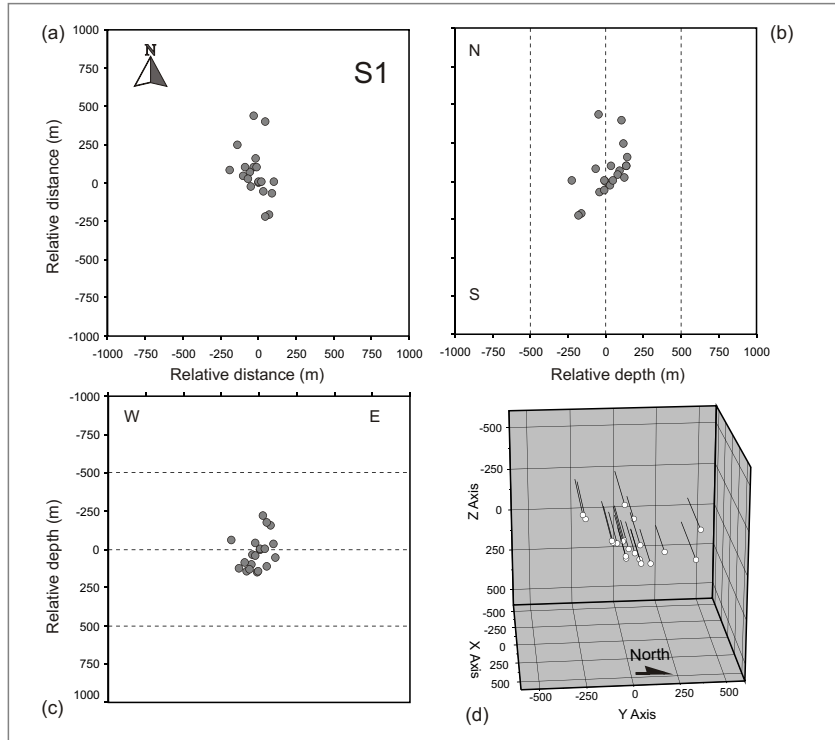 (a)
1000
750
500
250
0
-250
-500
-750
-1000
Relative distance (m)
N
S1
-1000 -750 -500 -250 0 250 500 750 1000
Relative distance (m)
(b)
N
S
-1000 -750 -500 -250 0 250 500 750 1000
Relative depth (m)
-1000
-750
-500
-250
0
250
500
750
1000
Relative depth (m)
W E
(c)
-500
-250
0
250
500
Z Axis
-500
-250
0
250
500
X Axis
North
-500 -250 0 250 500
Y Axis
(d)